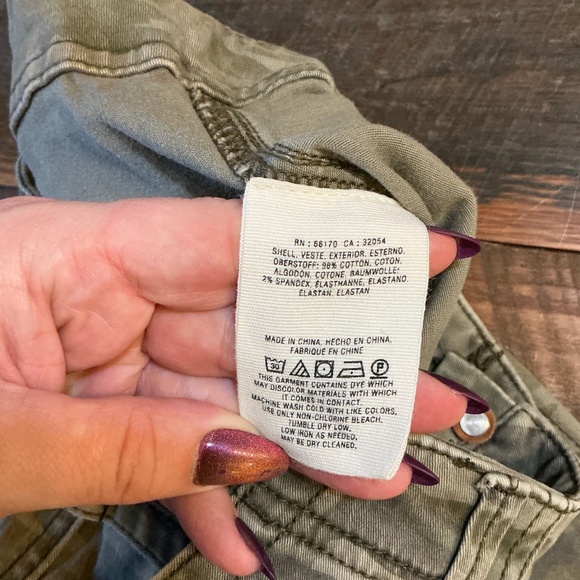 RN : 66170 CA : 32054
SHELL, VESTE, EXTERIOR, ESTERNO,
OBERSTOFF: 98% COTTON, COTON,
ALGODÓN, COTONE, BAUMWOLLE;
2% SPANDEX, ÉLASTHANNE, ELASTANO,
ELASTAN, ELASTAN
MADE IN CHINA, HECHO EN CHINA,
FABRIQUÉ EN CHINE
30 P
THIS GARMENT CONTAINS DYE WHICH
MAY DISCOLOR MATERIALS WITH WHICH
IT COMES IN CONTACT.
MACHINE WASH COLD WITH LIKE COLORS,
USE ONLY NON-CHLORINE BLEACH,
TUMBLE DRY LOW,
LOW IRON AS NEEDED,
MAY BE DRY CLEANED.